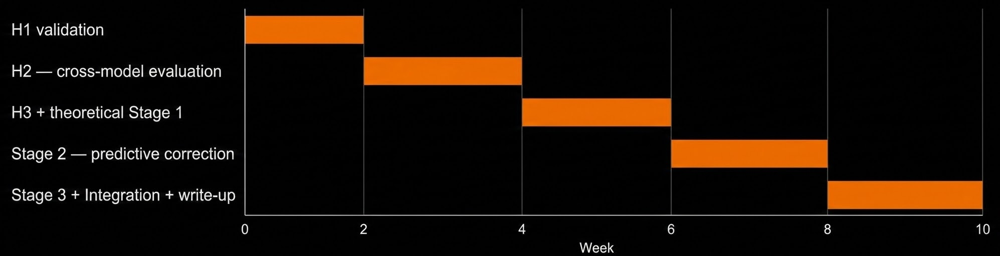 H1 validation
H2 — cross-model evaluation
H3 + theoretical Stage 1
Stage 2 — predictive correction
Stage 3 + Integration + write-up
0 2 4 6 8 10
Week